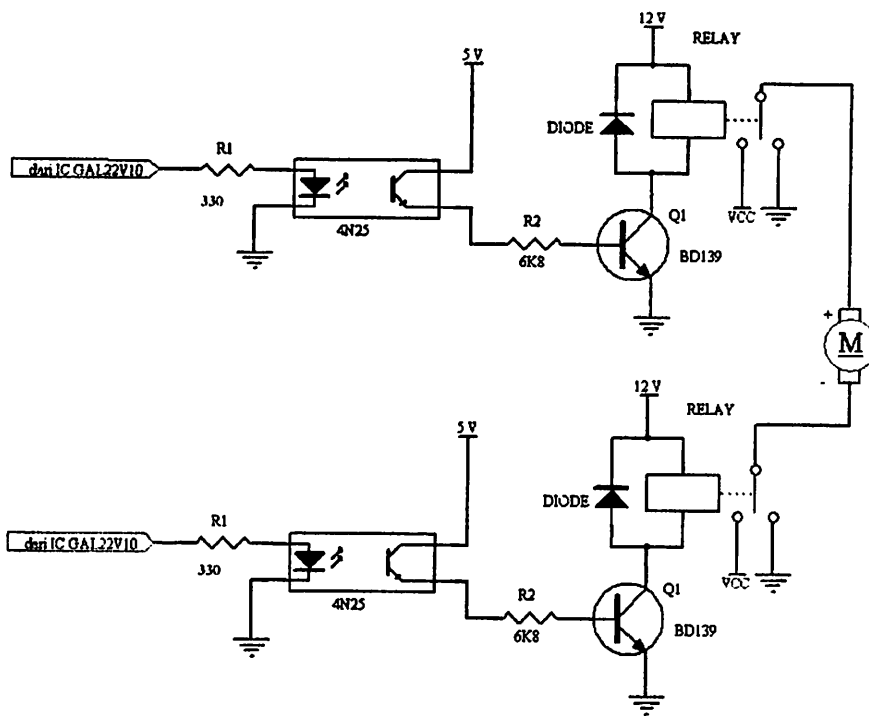 12 V
RELAY
5 V
DIODE
R1
dari IC GAL22V10
330
4N25
R2
6K8
Q1
BD139
VCC
+
M
-
12 V
RELAY
5 V
DIODE
R1
dari IC GAL22V10
330
4N25
R2
6K8
Q1
BD139
VCC